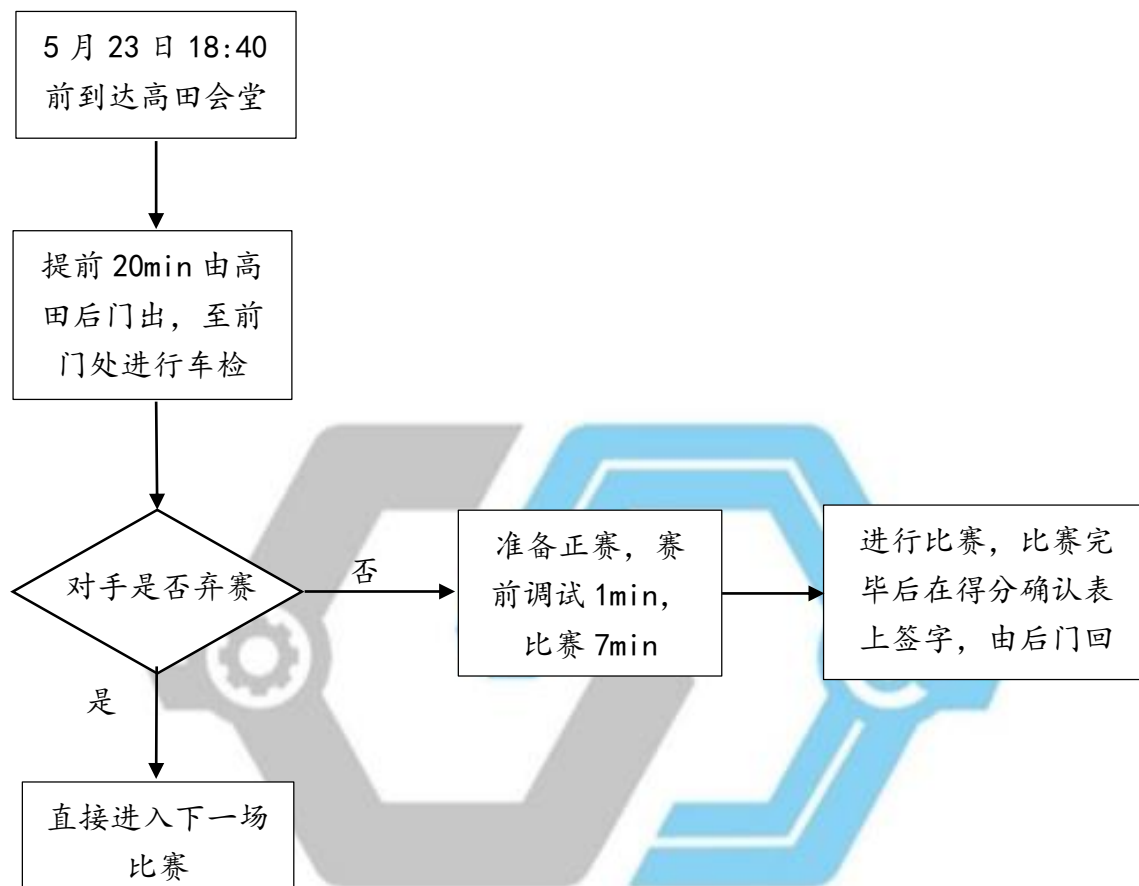 5月23日18:40
前到达高田会堂
提前20min由高
田后门出，至前
门处进行车检
对手是否弃赛
否
准备正赛，赛
前调试1min，
比赛7min
进行比赛，比赛完
毕后在得分确认表
上签字，由后门回
是
直接进入下一场
比赛